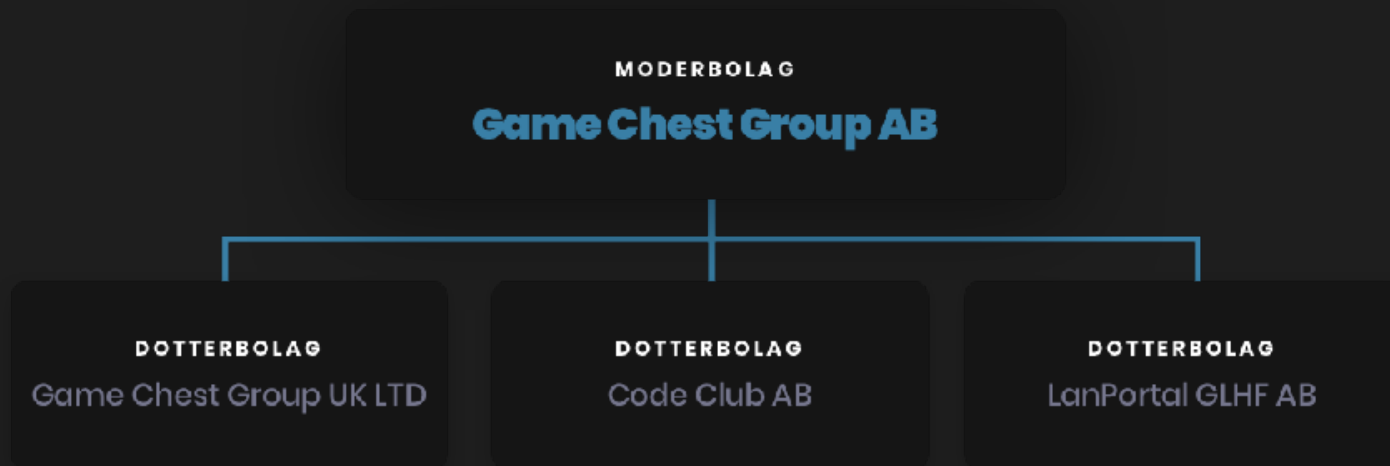 MODERBOLAG
Game Chest Group AB
DOTTERBOLAG
Game Chest Group UK LTD
DOTTERBOLAG
Code Club AB
DOTTERBOLAG
LanPortal GLHF AB